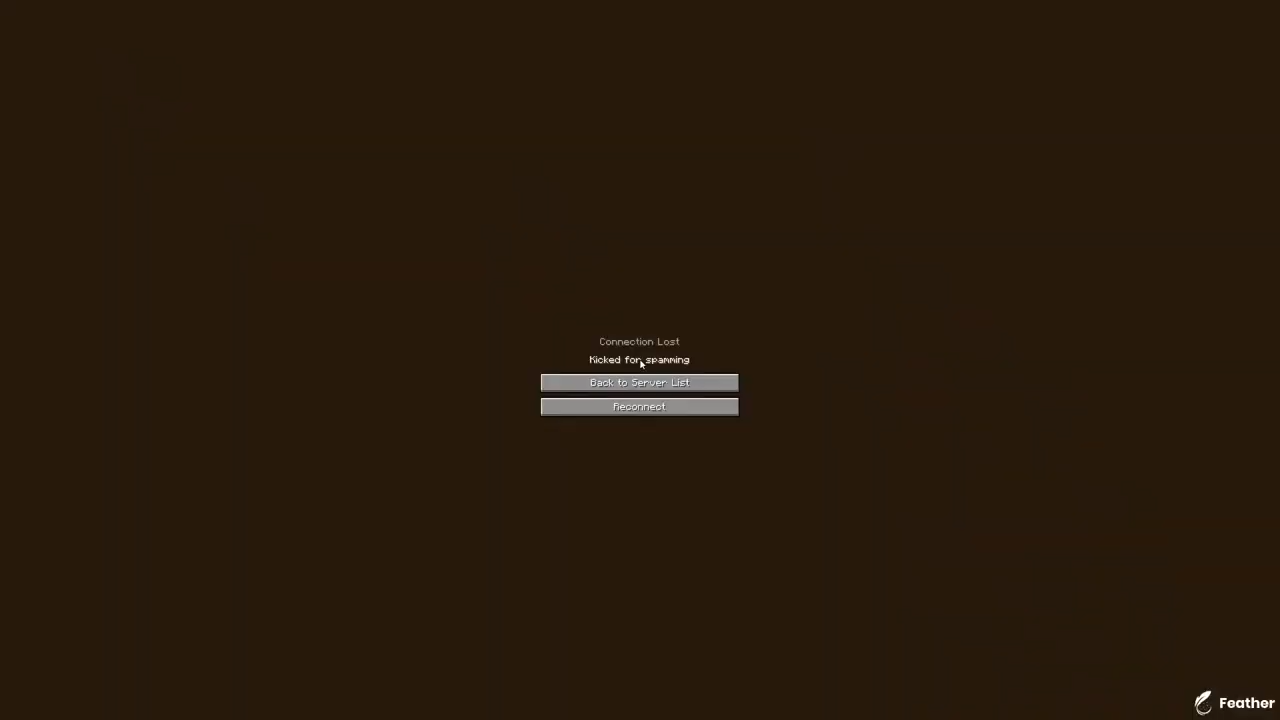 Connection Lost
Kicked for spamming
Back to Server List
Reconnect
Feather